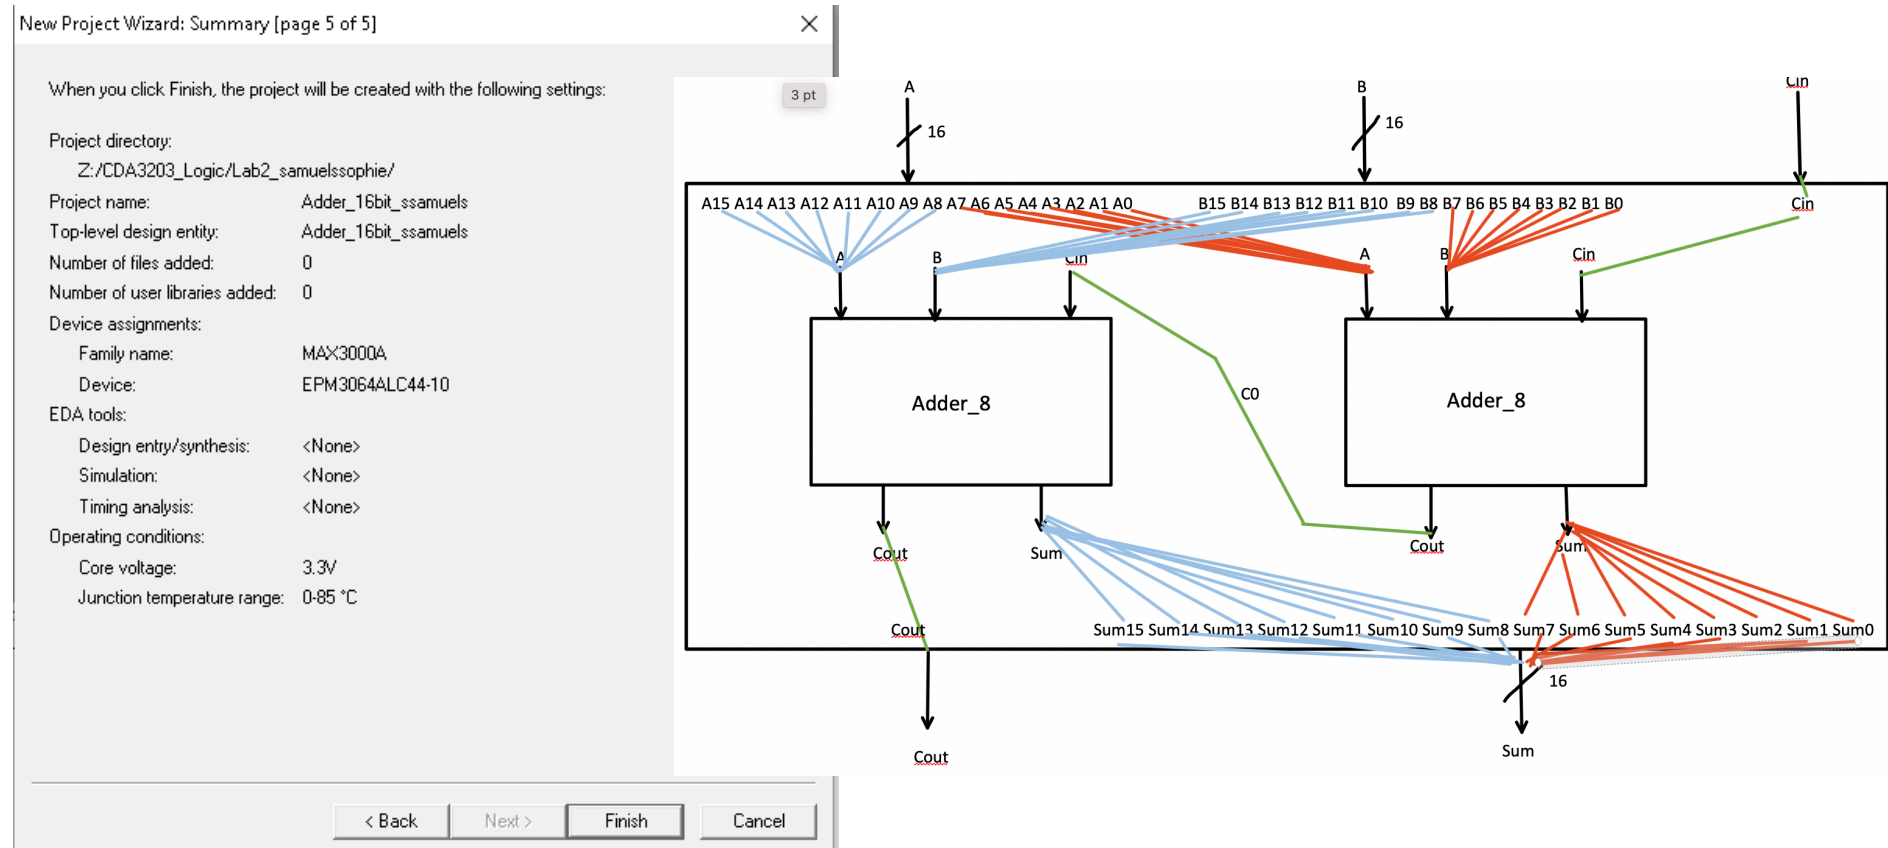 New Project Wizard: Summary [page 5 of 5]
When you click Finish, the project will be created with the following settings:
Project directory:
Z:/CDA3203_Logic/Lab2_samuelssophie/
Project name: Adder_16bit_ssamuels
Top-level design entity: Adder_16bit_ssamuels
Number of files added: 0
Number of user libraries added: 0
Device assignments:
Family name: MAX3000A
Device: EPM3064ALC44-10
EDA tools:
Design entry/synthesis: <None>
Simulation: <None>
Timing analysis: <None>
Operating conditions:
Core voltage: 3.3V
Junction temperature range: 0-85 °C
< Back Next > Finish Cancel
3 pt
A B Cin
16 16
A15 A14 A13 A12 A11 A10 A9 A8 A7 A6 A5 A4 A3 A2 A1 A0 B15 B14 B13 B12 B11 B10 B9 B8 B7 B6 B5 B4 B3 B2 B1 B0 Cin
A B Cin A B Cin
Adder_8 C0 Adder_8
Cout Sum Cout Sum
Cout Sum15 Sum14 Sum13 Sum12 Sum11 Sum10 Sum9 Sum8 Sum7 Sum6 Sum5 Sum4 Sum3 Sum2 Sum1 Sum0
16
Cout Sum